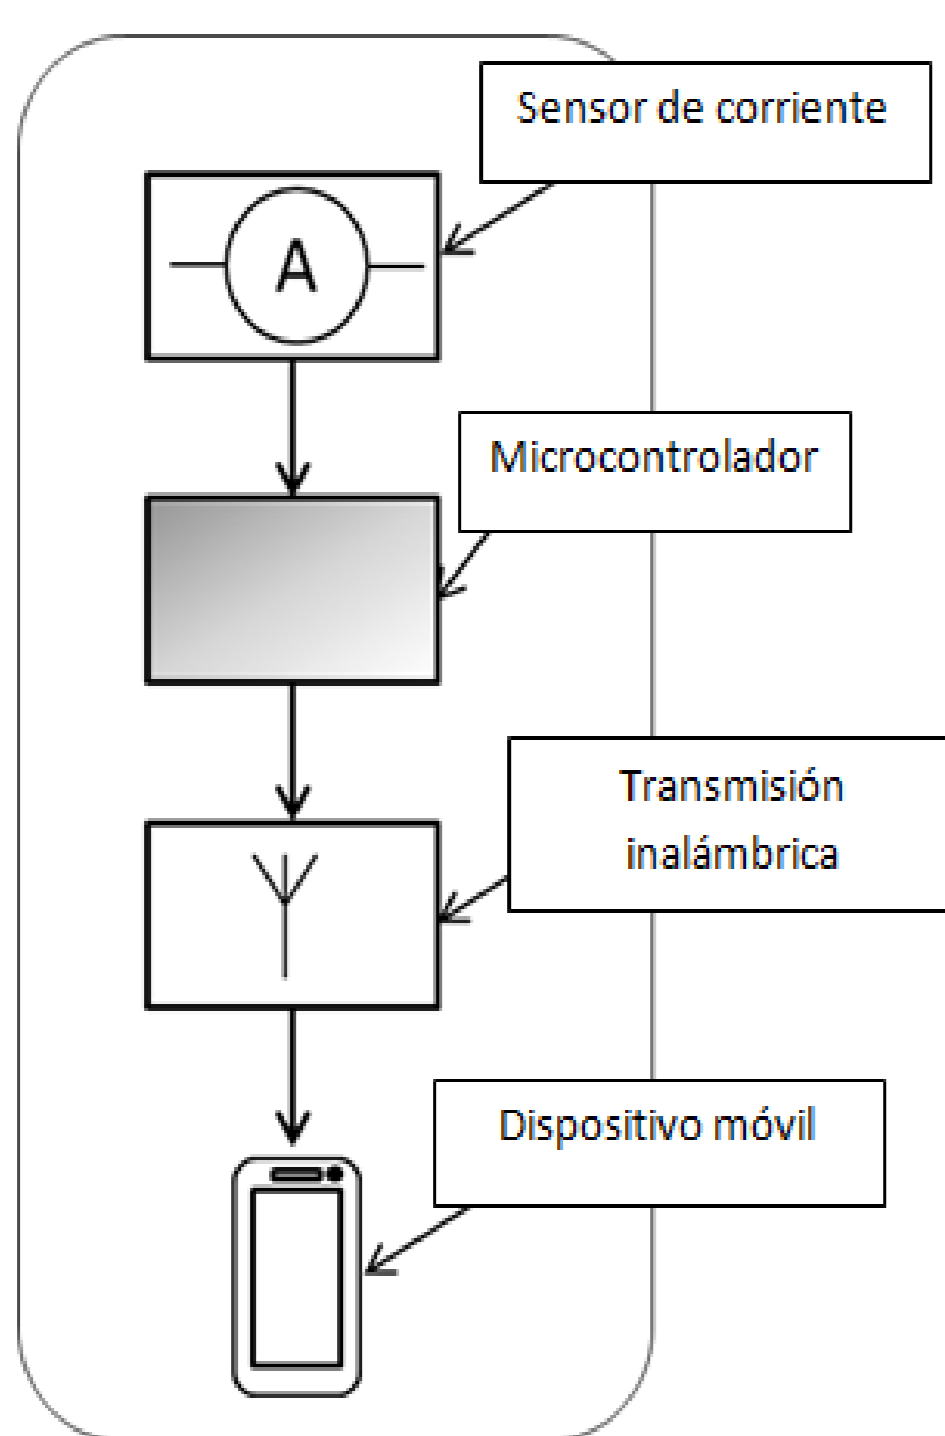 Sensor de corriente
A
Microcontrolador
Transmisión
inalámbrica
Dispositivo móvil